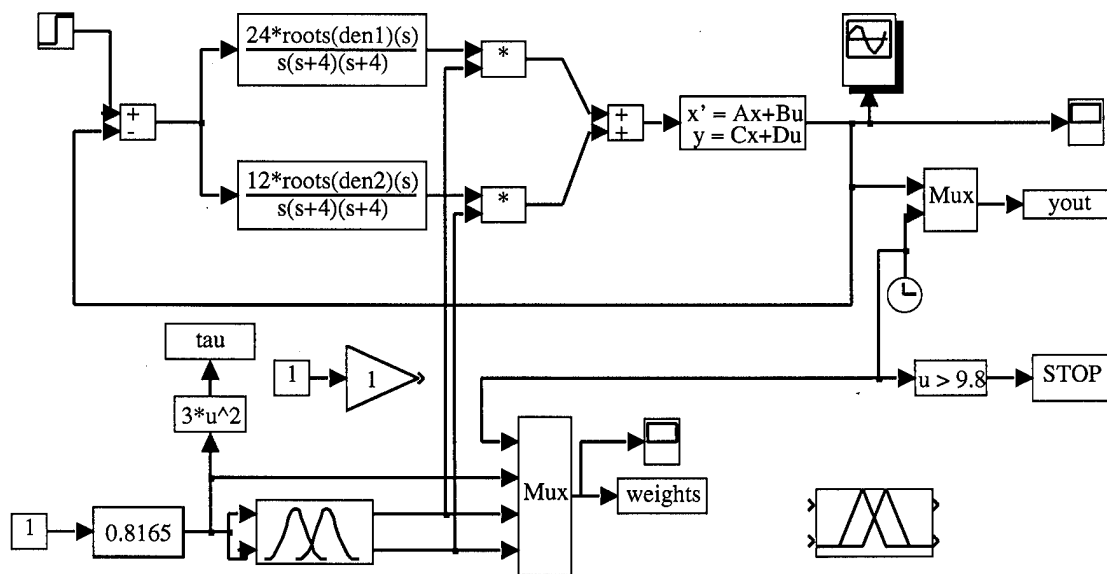 24*roots(den1)(s)
s(s+4)(s+4)
*
+
-
+
+
x' = Ax+Bu
y = Cx+Du
12*roots(den2)(s)
s(s+4)(s+4)
*
Mux
yout
tau
1
1
u > 9.8
STOP
3*u^2
Mux
weights
1
0.8165